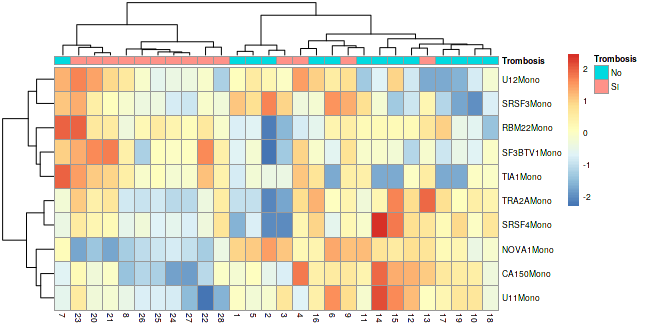 Trombosis
U12Mono
SRSF3Mono
RBM22Mono
SF3BTV1Mono
TIA1Mono
TRA2AMono
SRSF4Mono
NOVA1Mono
CA150Mono
U11Mono
7 23 20 21 8 26 25 24 27 22 28 1 5 2 3 4 16 6 9 11 14 15 12 13 17 19 10 18
2
1
0
-1
-2
Trombosis
No
SI